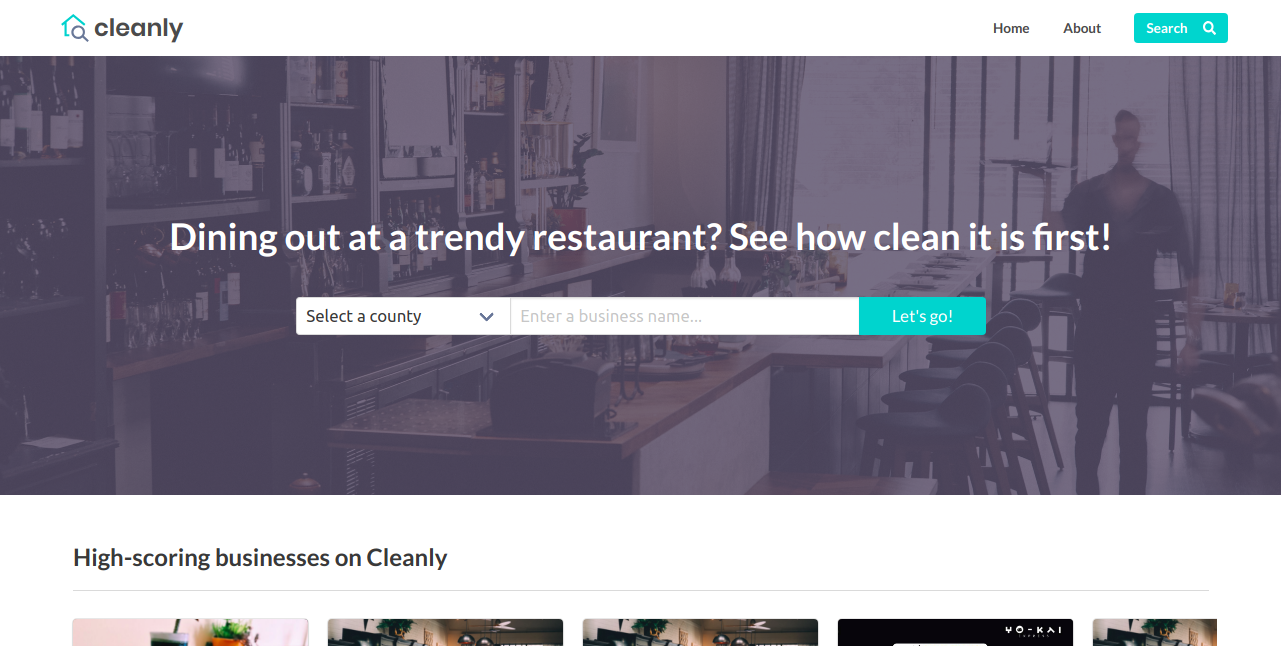 cleanly
Home
About
Search
Dining out at a trendy restaurant? See how clean it is first!
Select a county
Enter a business name...
Let's go!
High-scoring businesses on Cleanly
YO-KAI
EXPRESS